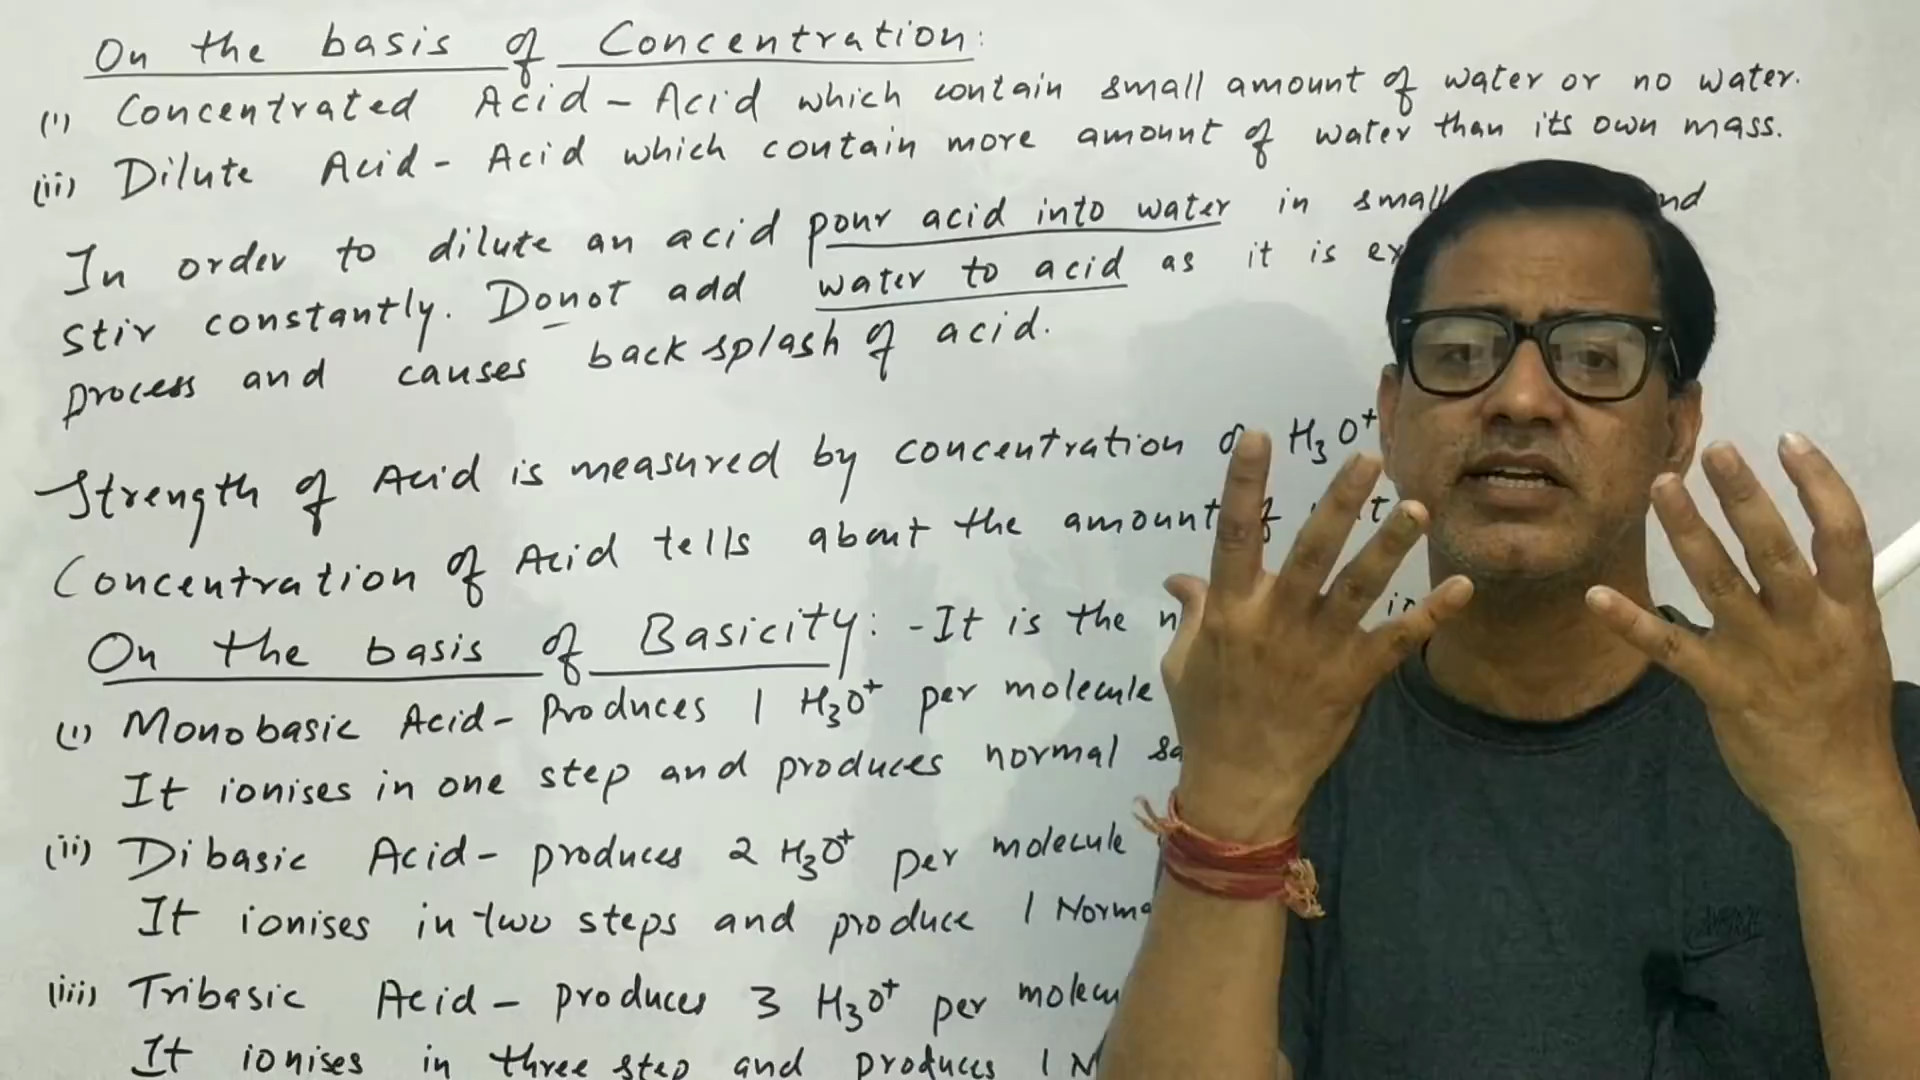 On the basis of Concentration:
(i) Concentrated Acid - Acid which contain small amount of water or no water.
(ii) Dilute Acid - Acid which contain more amount of water than its own mass.
In order to dilute an acid pour acid into water in small
stir constantly. Donot add water to acid as it is
process and causes back splash of acid.
Strength of Acid is measured by concentration H3O+
Concentration of Acid tells about the amount
On the basis of Basicity: - It is the
(i) Monobasic Acid - Produces 1 H3O+ per molecule
It ionises in one step and produces normal
(ii) Dibasic Acid - produces 2 H3O+ per molecule
It ionises in two steps and produce 1
(iii) Tribasic Acid - produces 3 H3O+ per
It ionises in three step and produces 1